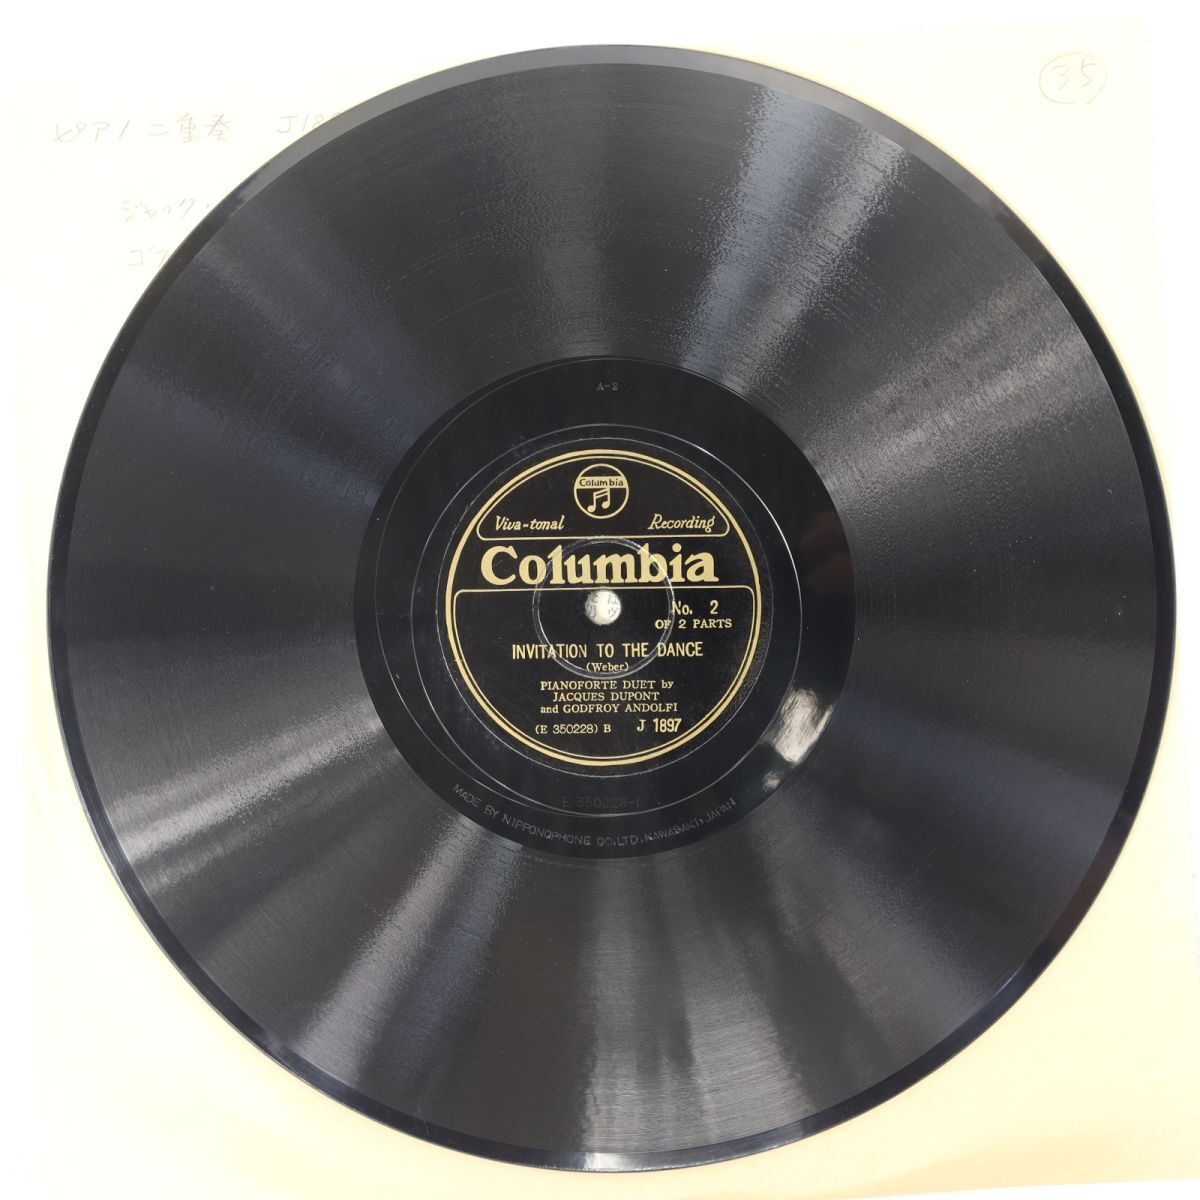 35
ピアノ二重奏 J18
ジャック・
ゴフ
A-2
Columbia
Viva-tonal Recording
Columbia
No. 2
OF 2 PARTS
INVITATION TO THE DANCE
(Weber)
PIANOFORTE DUET by
JACQUES DUPONT
and GODFROY ANDOLFI
(E 350228) B J 1897
E 350228-1
MADE BY NIPPONOPHONE CO., LTD. KAWASAKI, JAPAN